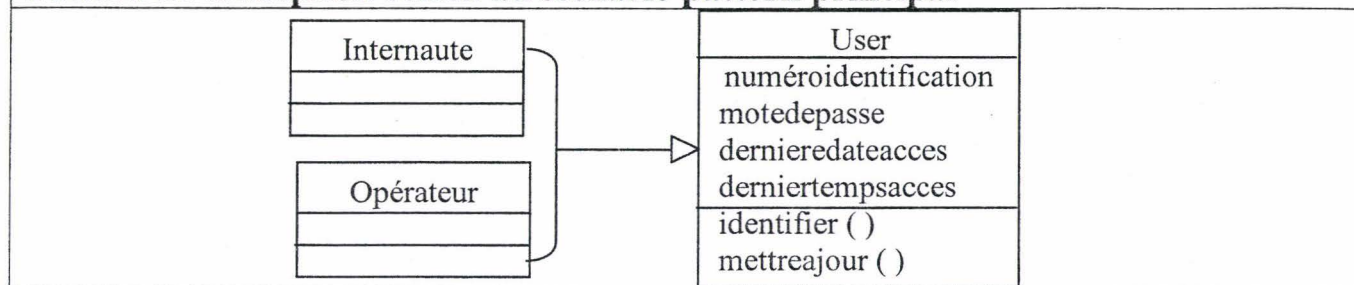 Internaute
Opérateur
User
numéroidentification
motedepasse
dernieredateacces
derniertempsacces
identifier ( )
mettreajour ( )